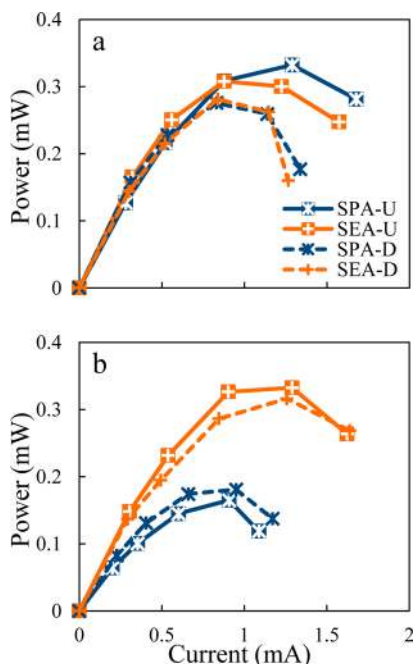 a
Power (mW)
0.4
0.3
0.2
0.1
0
SPA-U
SEA-U
SPA-D
SEA-D
b
Power (mW)
0.4
0.3
0.2
0.1
0
0
0.5
1
1.5
2
Current (mA)